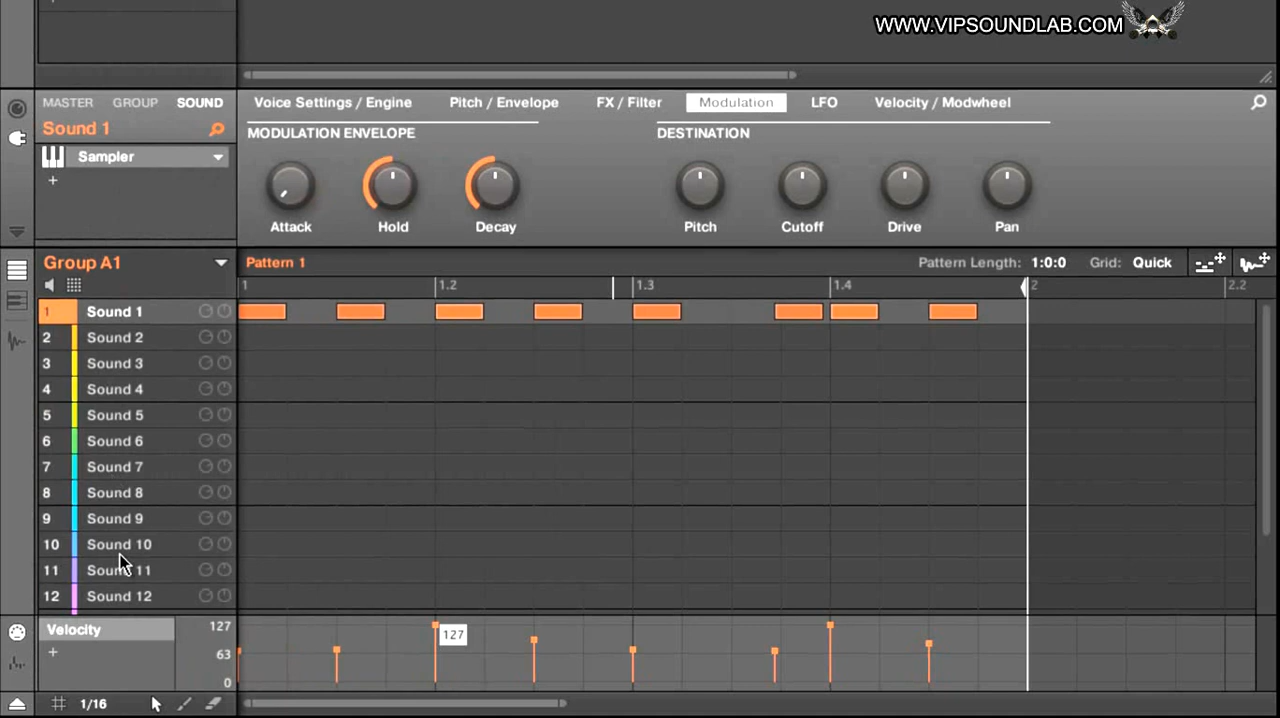 WWW.VIPSOUNDLAB.COM
MASTER GROUP SOUND
Voice Settings / Engine Pitch / Envelope FX / Filter Modulation LFO Velocity / Modwheel
Sound 1
MODULATION ENVELOPE DESTINATION
Sampler
+
Attack Hold Decay Pitch Cutoff Drive Pan
Group A1
Pattern 1 Pattern Length: 1:0:0 Grid: Quick
1 1.2 1.3 1.4 2 2.2
1 Sound 1
2 Sound 2
3 Sound 3
4 Sound 4
5 Sound 5
6 Sound 6
7 Sound 7
8 Sound 8
9 Sound 9
10 Sound 10
11 Sound 11
12 Sound 12
Velocity 127
127
+ 63
0
1/16